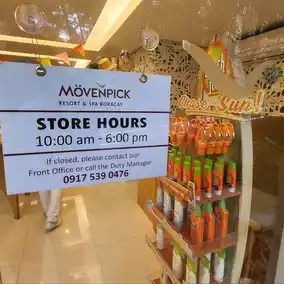 MÖVENPICK
RESORT & SPA BORACAY
STORE HOURS
10:00 am - 6:00 pm
If closed, please contact our
Front Office or call the Duty Manager
0917 539 0476
Sun!